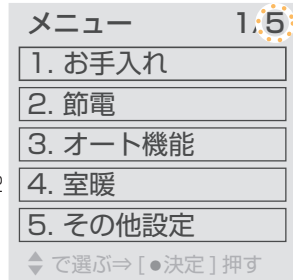 メニュー 1/5
1. お手入れ
2. 節電
3. オート機能
4. 室暖
5. その他設定
で選ぶ⇒[●決定]押す